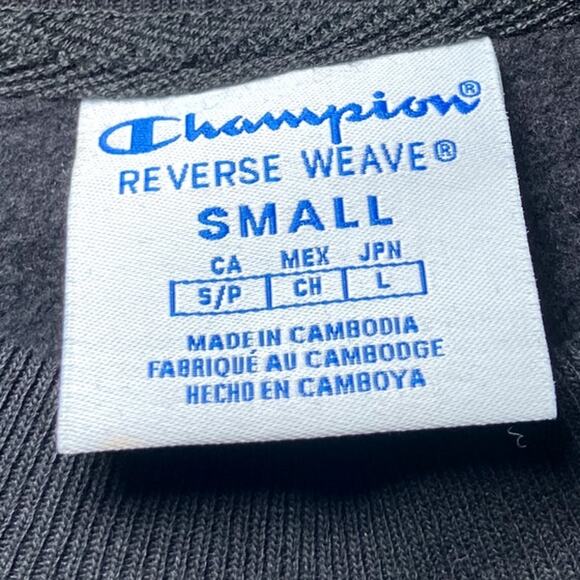 Champion®
REVERSE WEAVE®
SMALL
CA MEX JPN
S/P CH L
MADE IN CAMBODIA
FABRIQUÉ AU CAMBODGE
HECHO EN CAMBOYA